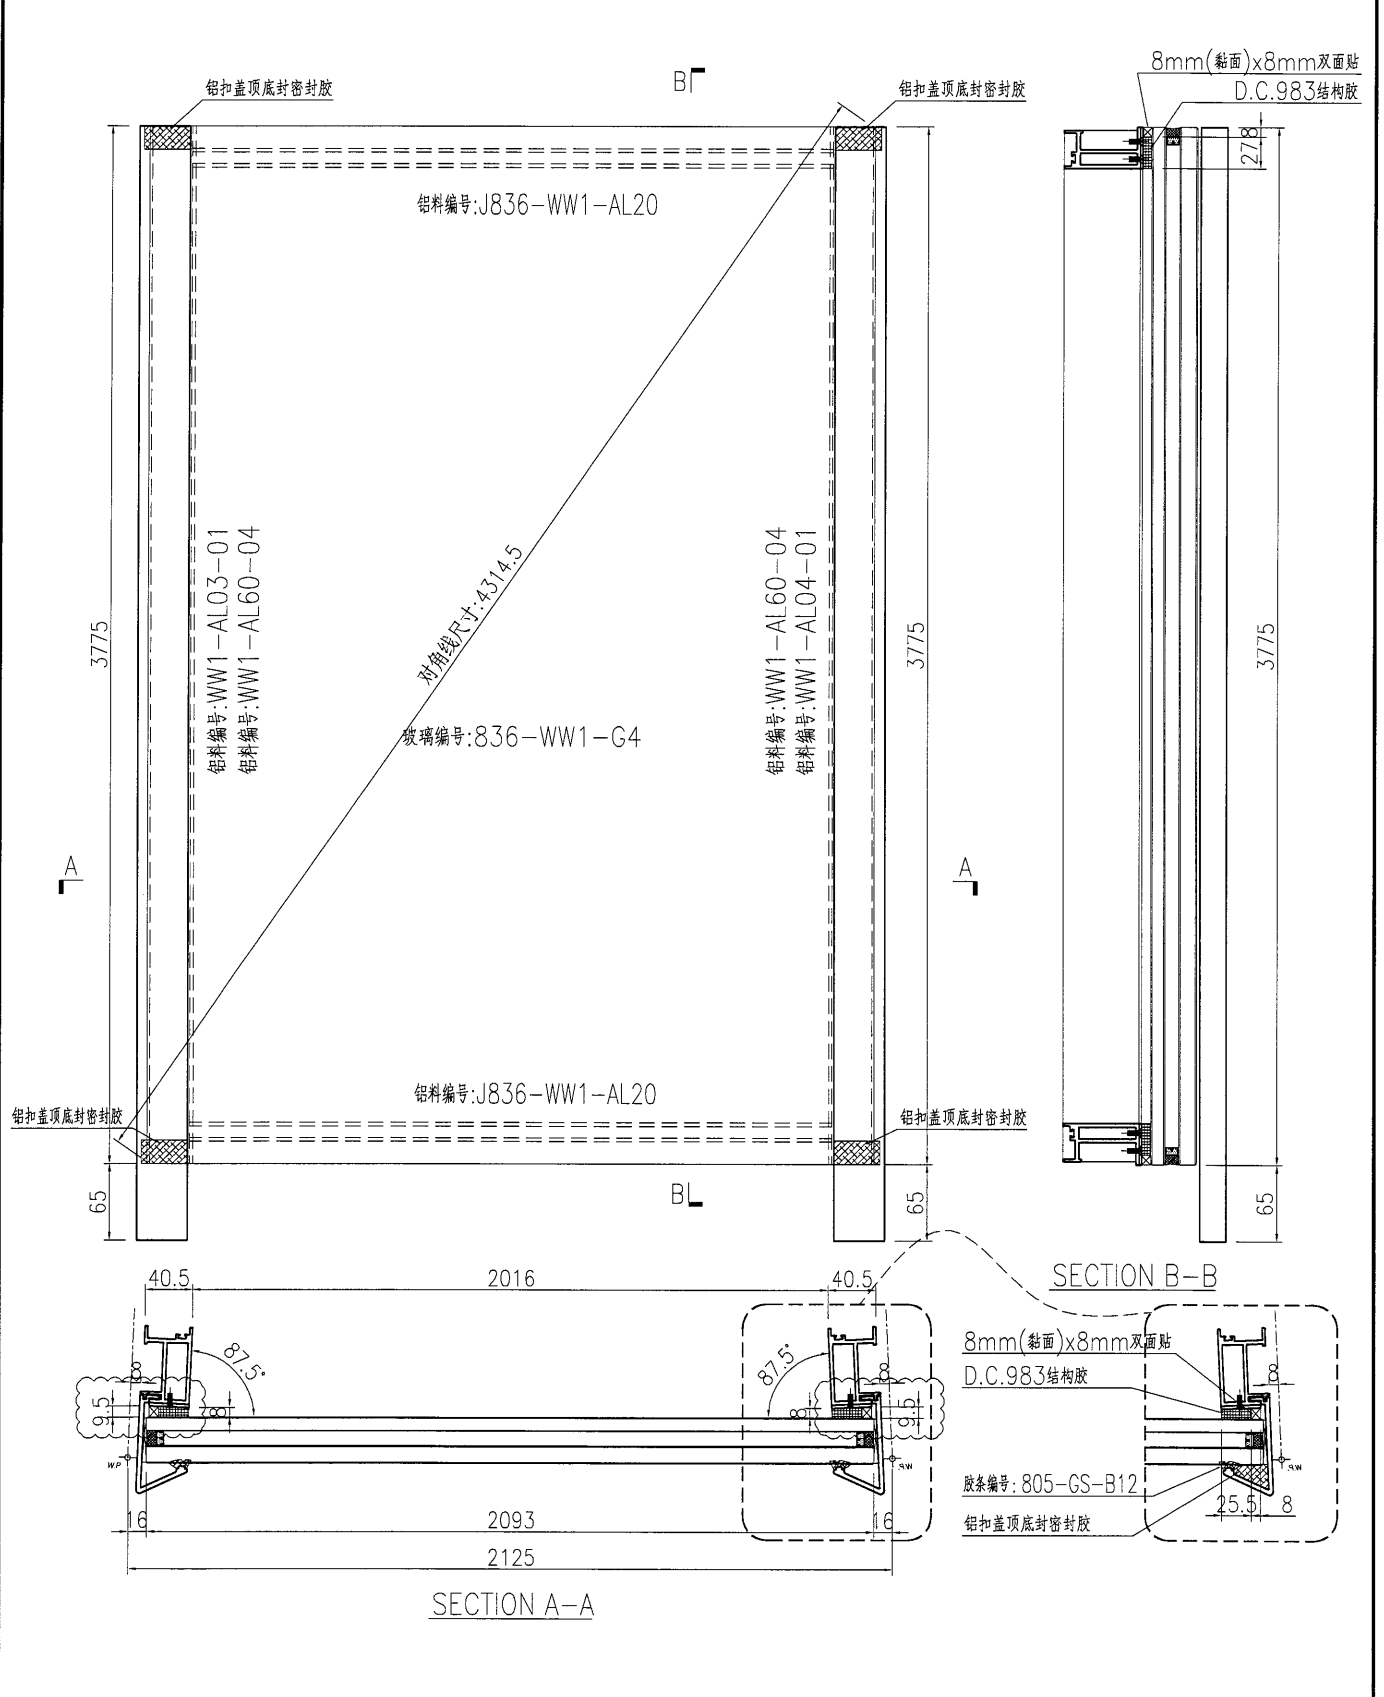 铝扣盖顶底封密封胶
B
铝扣盖顶底封密封胶
8mm(黏面)x8mm双面贴
D.C.983结构胶
8
27
铝料编号:J836-WW1-AL20
3775
铝料编号:WW1-AL03-01
铝料编号:WW1-AL60-04
对角线尺寸:4314.5
玻璃编号:836-WW1-G4
铝料编号:WW1-AL60-04
铝料编号:WW1-AL04-01
3775
3775
A
A
铝料编号:J836-WW1-AL20
铝扣盖顶底封密封胶
铝扣盖顶底封密封胶
65
B
65
65
SECTION B-B
40.5
2016
40.5
87.5°
87.5°
8
8
9.5
8
8
9.5
W.P
W.P
16
2093
16
2125
SECTION A-A
8mm(黏面)x8mm双面贴
D.C.983结构胶
8
W.P
胶条编号:805-GS-B12
25.5
8
铝扣盖顶底封密封胶